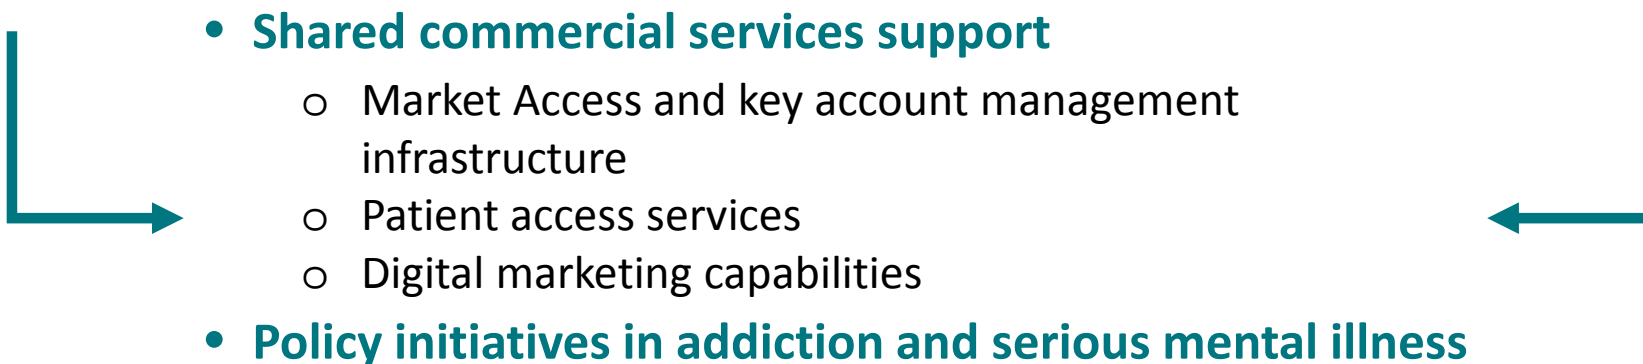 • Shared commercial services support
o Market Access and key account management
infrastructure
o Patient access services
o Digital marketing capabilities
• Policy initiatives in addiction and serious mental illness